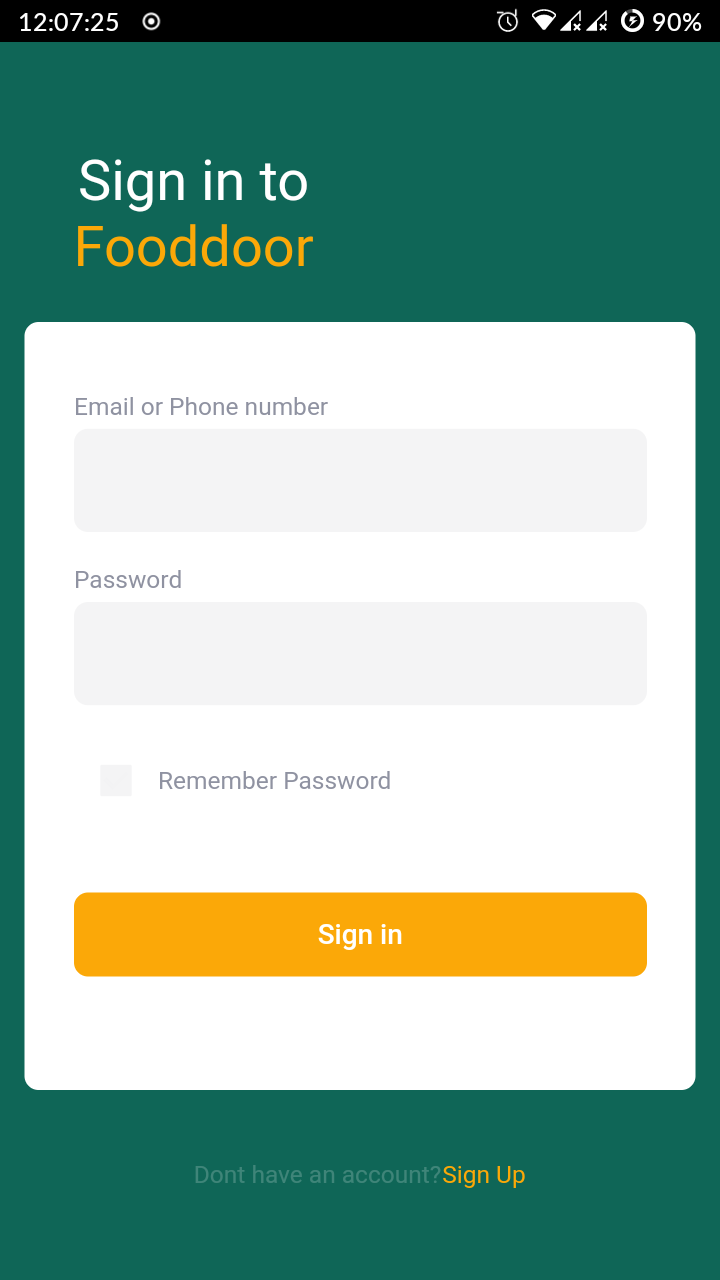 12:07:25 90%
Sign in to
Fooddoor
Email or Phone number
Password
Remember Password
Sign in
Dont have an account?Sign Up